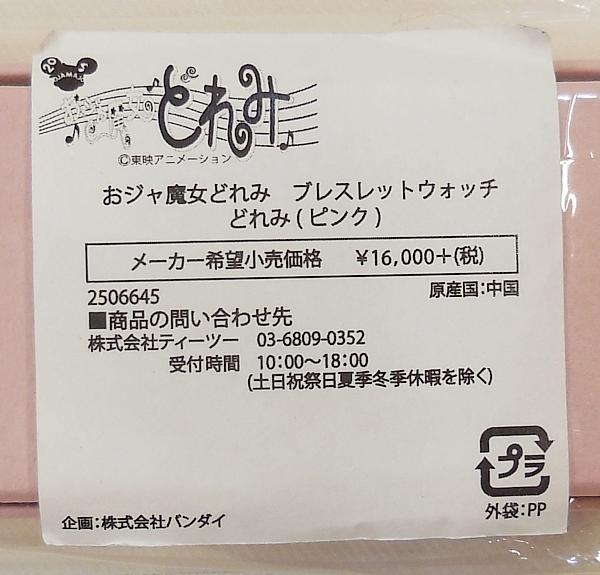 おジャ魔女
どれみ
©東映アニメーション
おジャ魔女どれみ ブレスレットウォッチ
どれみ(ピンク)
メーカー希望小売価格 ¥16,000+(税)
2506645
原産国:中国
■商品の問い合わせ先
株式会社ティーツー 03-6809-0352
受付時間 10:00~18:00
(土日祝祭日夏季冬季休暇を除く)
プラ
外袋:PP
企画:株式会社バンダイ